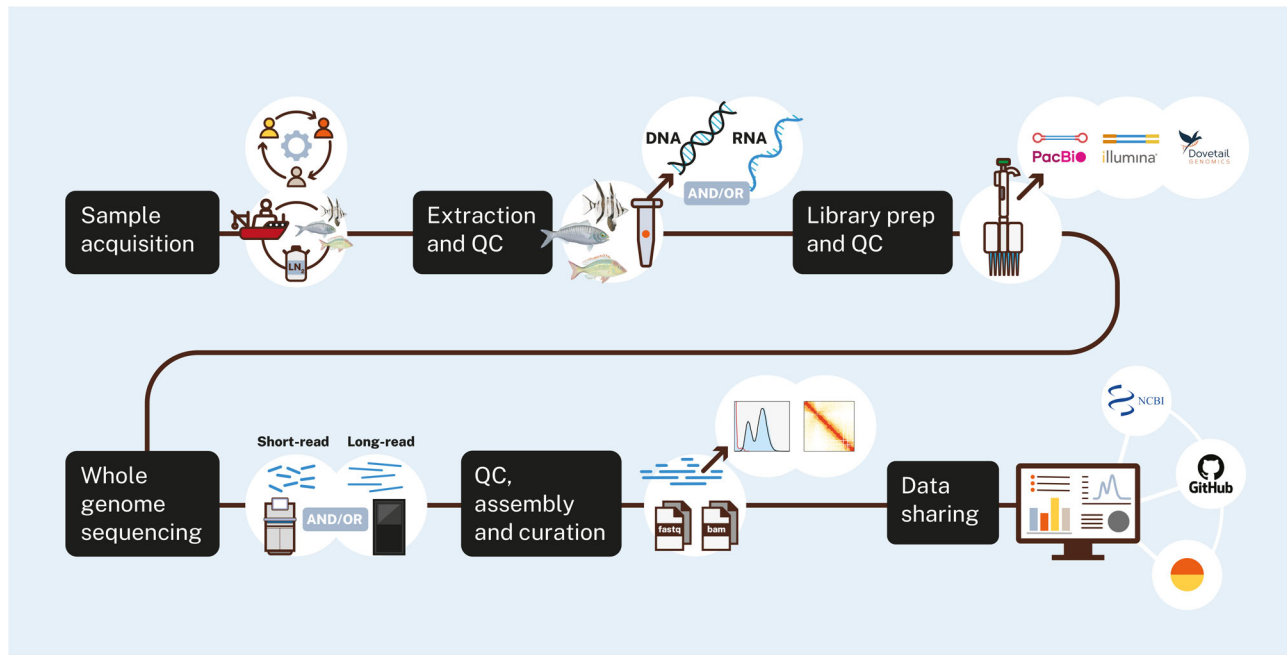 Sample
acquisition
LN₂
Extraction
and QC
DNA
RNA
AND/OR
Library prep
and QC
PacBio
illumına®
Dovetail
GENOMICS
Whole
genome
sequencing
Short-read
Long-read
AND/OR
QC,
assembly
and curation
fastq
bam
Data
sharing
NCBI
GitHub